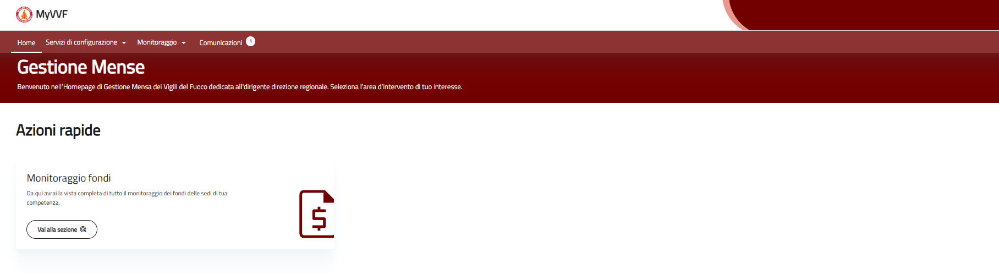 MyVVF
Home Servizi di configurazione Monitoraggio Comunicazioni 1
Gestione Mense
Benvenuto nell'Homepage di Gestione Mensa dei Vigili del Fuoco dedicata all'dirigente direzione regionale. Seleziona l'area d'intervento di tuo interesse.
Azioni rapide
Monitoraggio fondi
Da qui avrai la vista completa di tutto il monitoraggio dei fondi delle sedi di tua
competenza.
Vai alla sezione